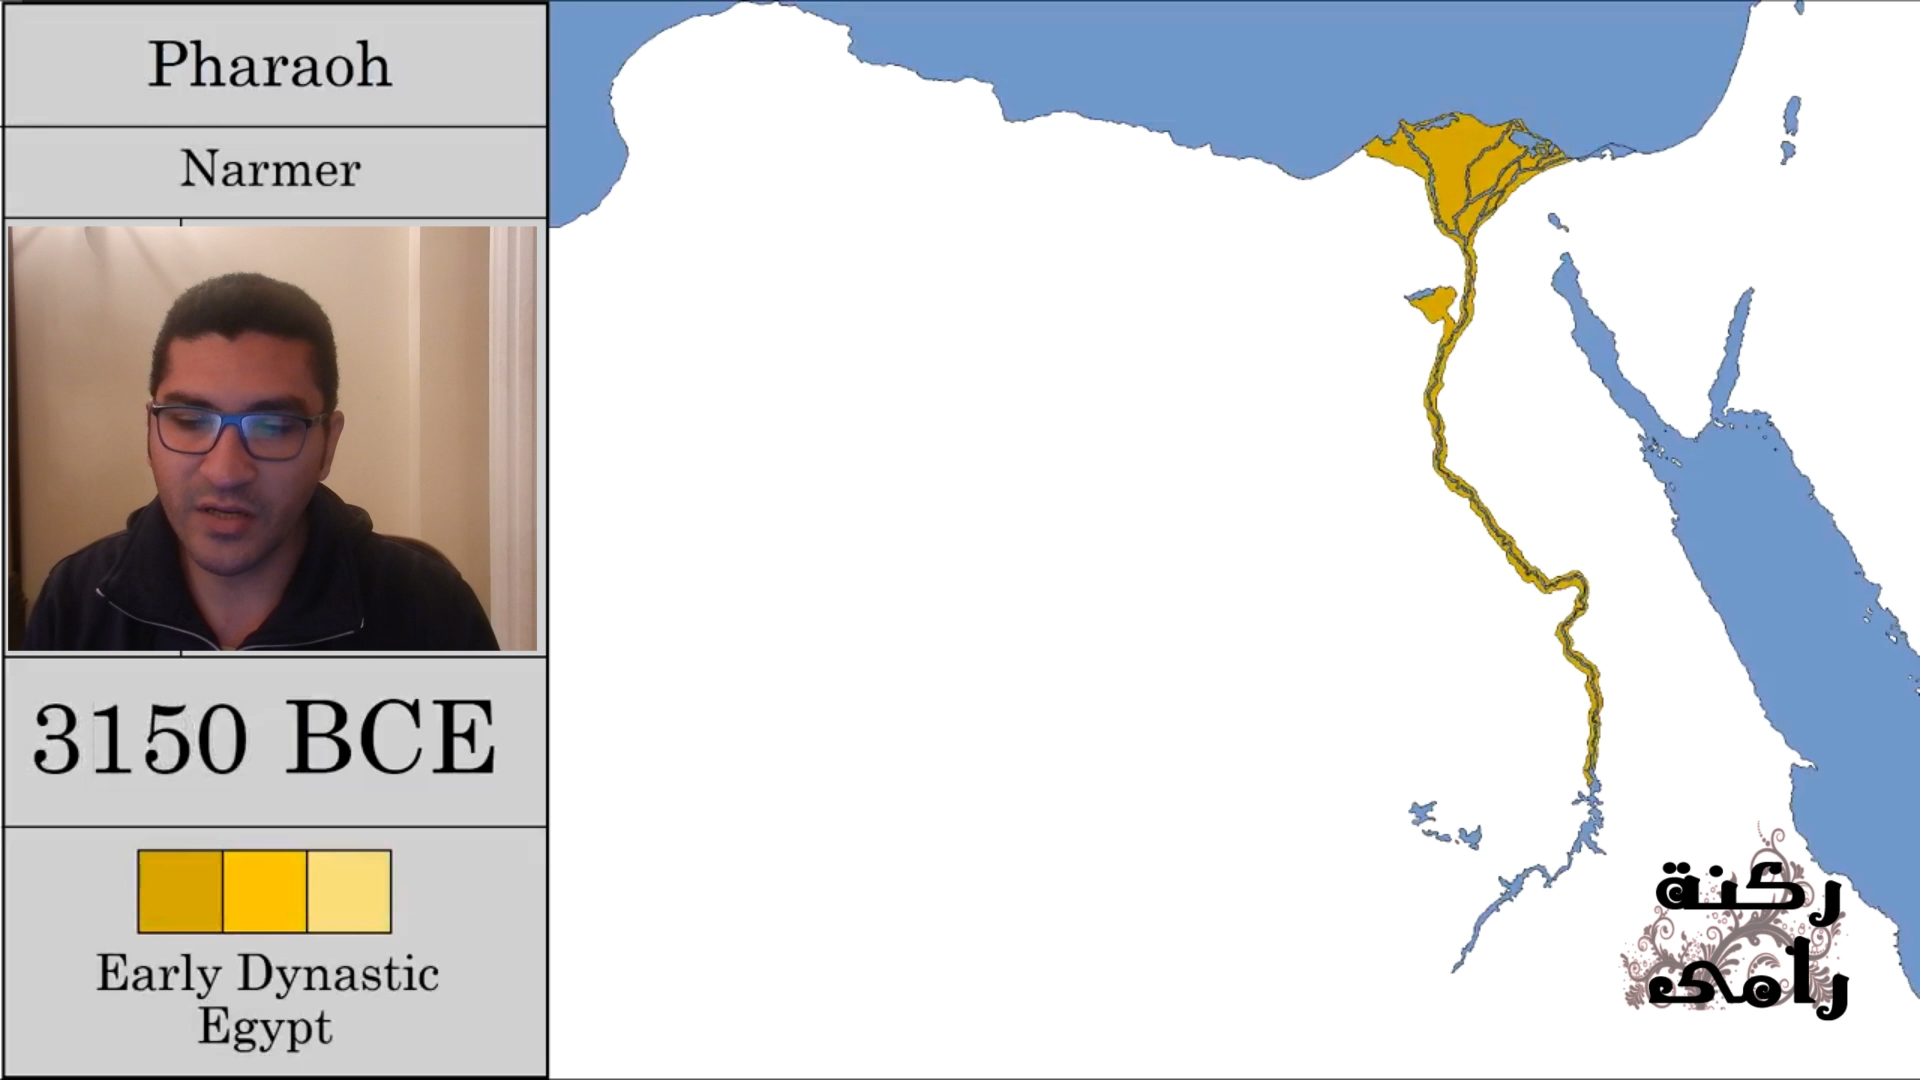 Pharaoh
Narmer
3150 BCE
Early Dynastic
Egypt
ركنة
رامى